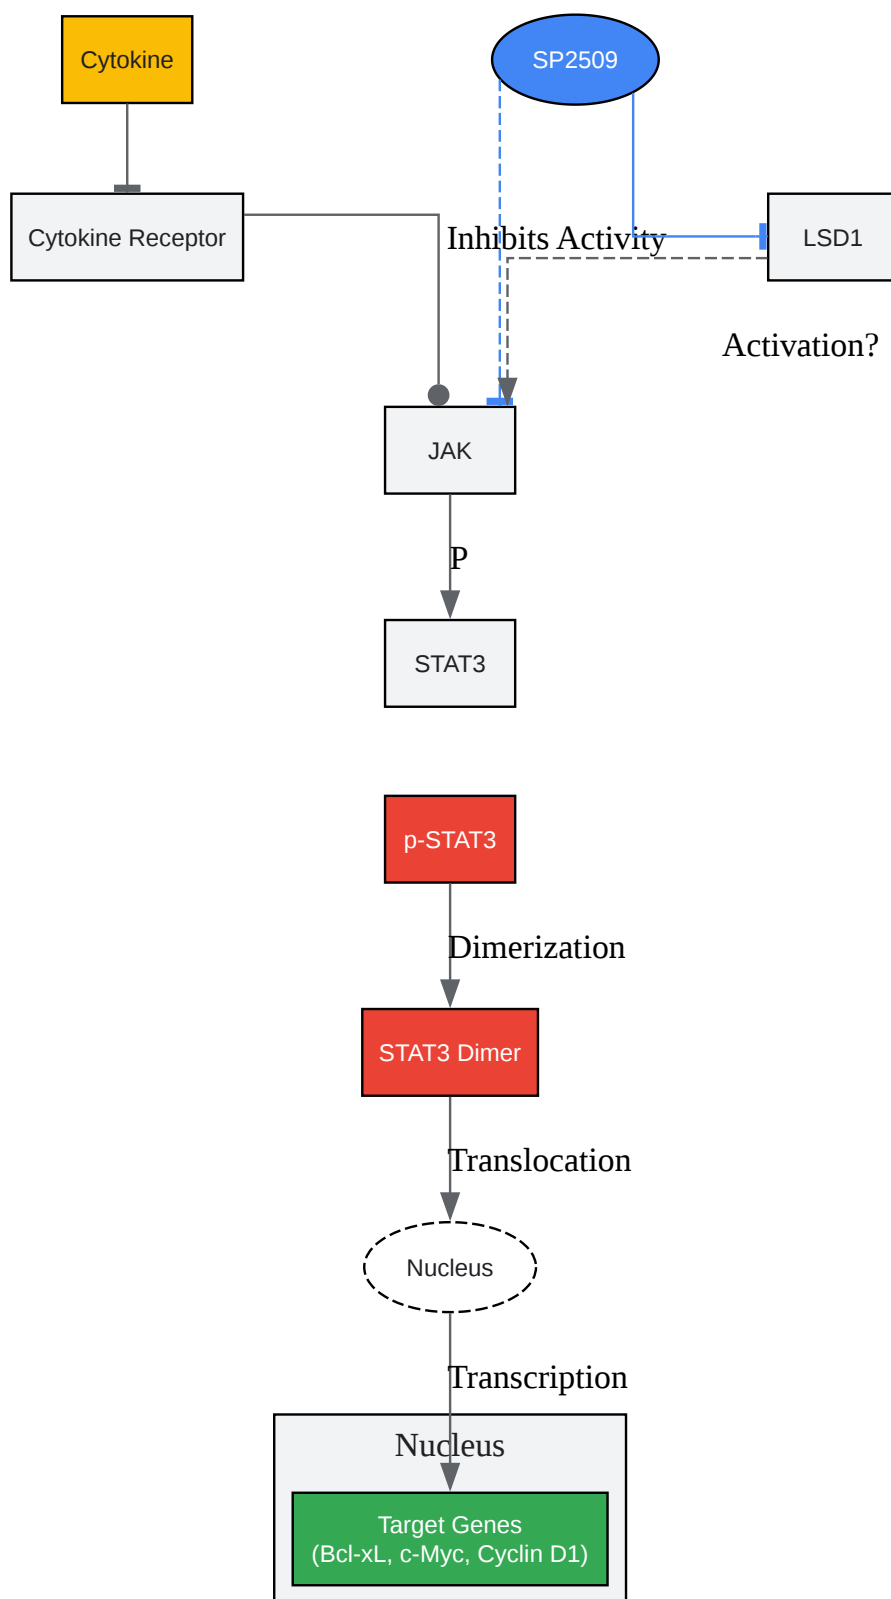 Cytokine
SP2509
Cytokine Receptor
Inhibits Activity
LSD1
Activation?
JAK
P
STAT3
p-STAT3
Dimerization
STAT3 Dimer
Translocation
Nucleus
Transcription
Nucleus
Target Genes
(Bcl-xL, c-Myc, Cyclin D1)